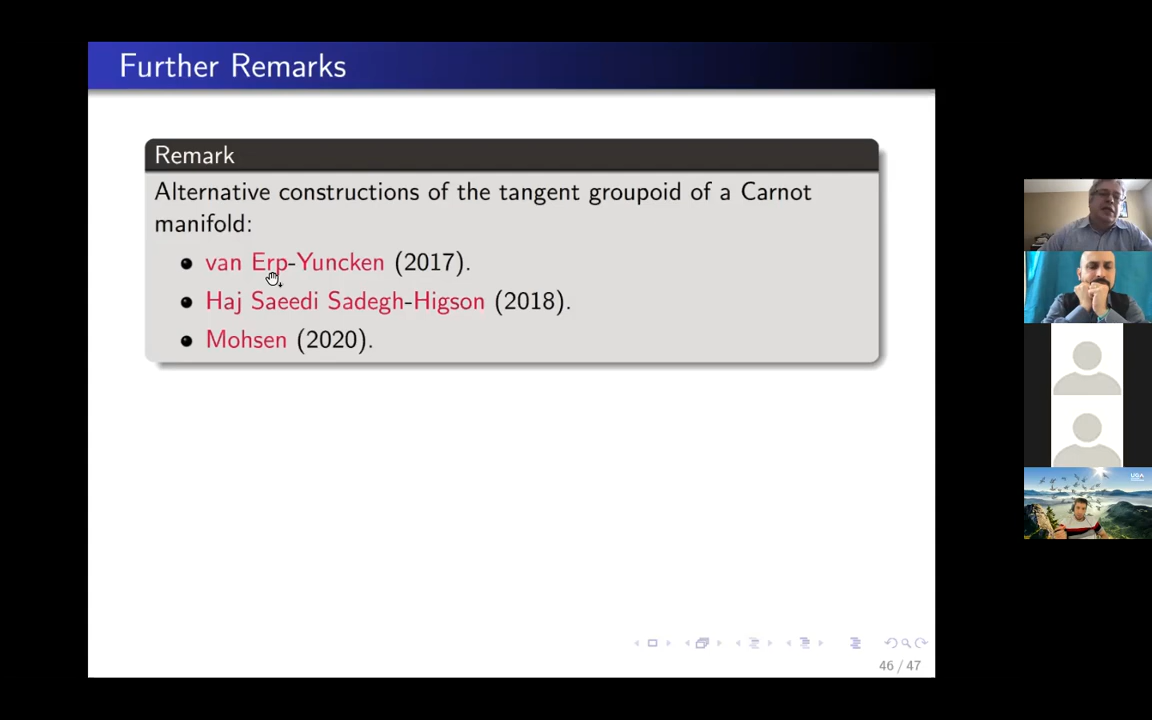 Further Remarks
Remark
Alternative constructions of the tangent groupoid of a Carnot
manifold:
van Erp-Yuncken (2017).
Haj Saeedi Sadegh-Higson (2018).
Mohsen (2020).
46 / 47
UGA